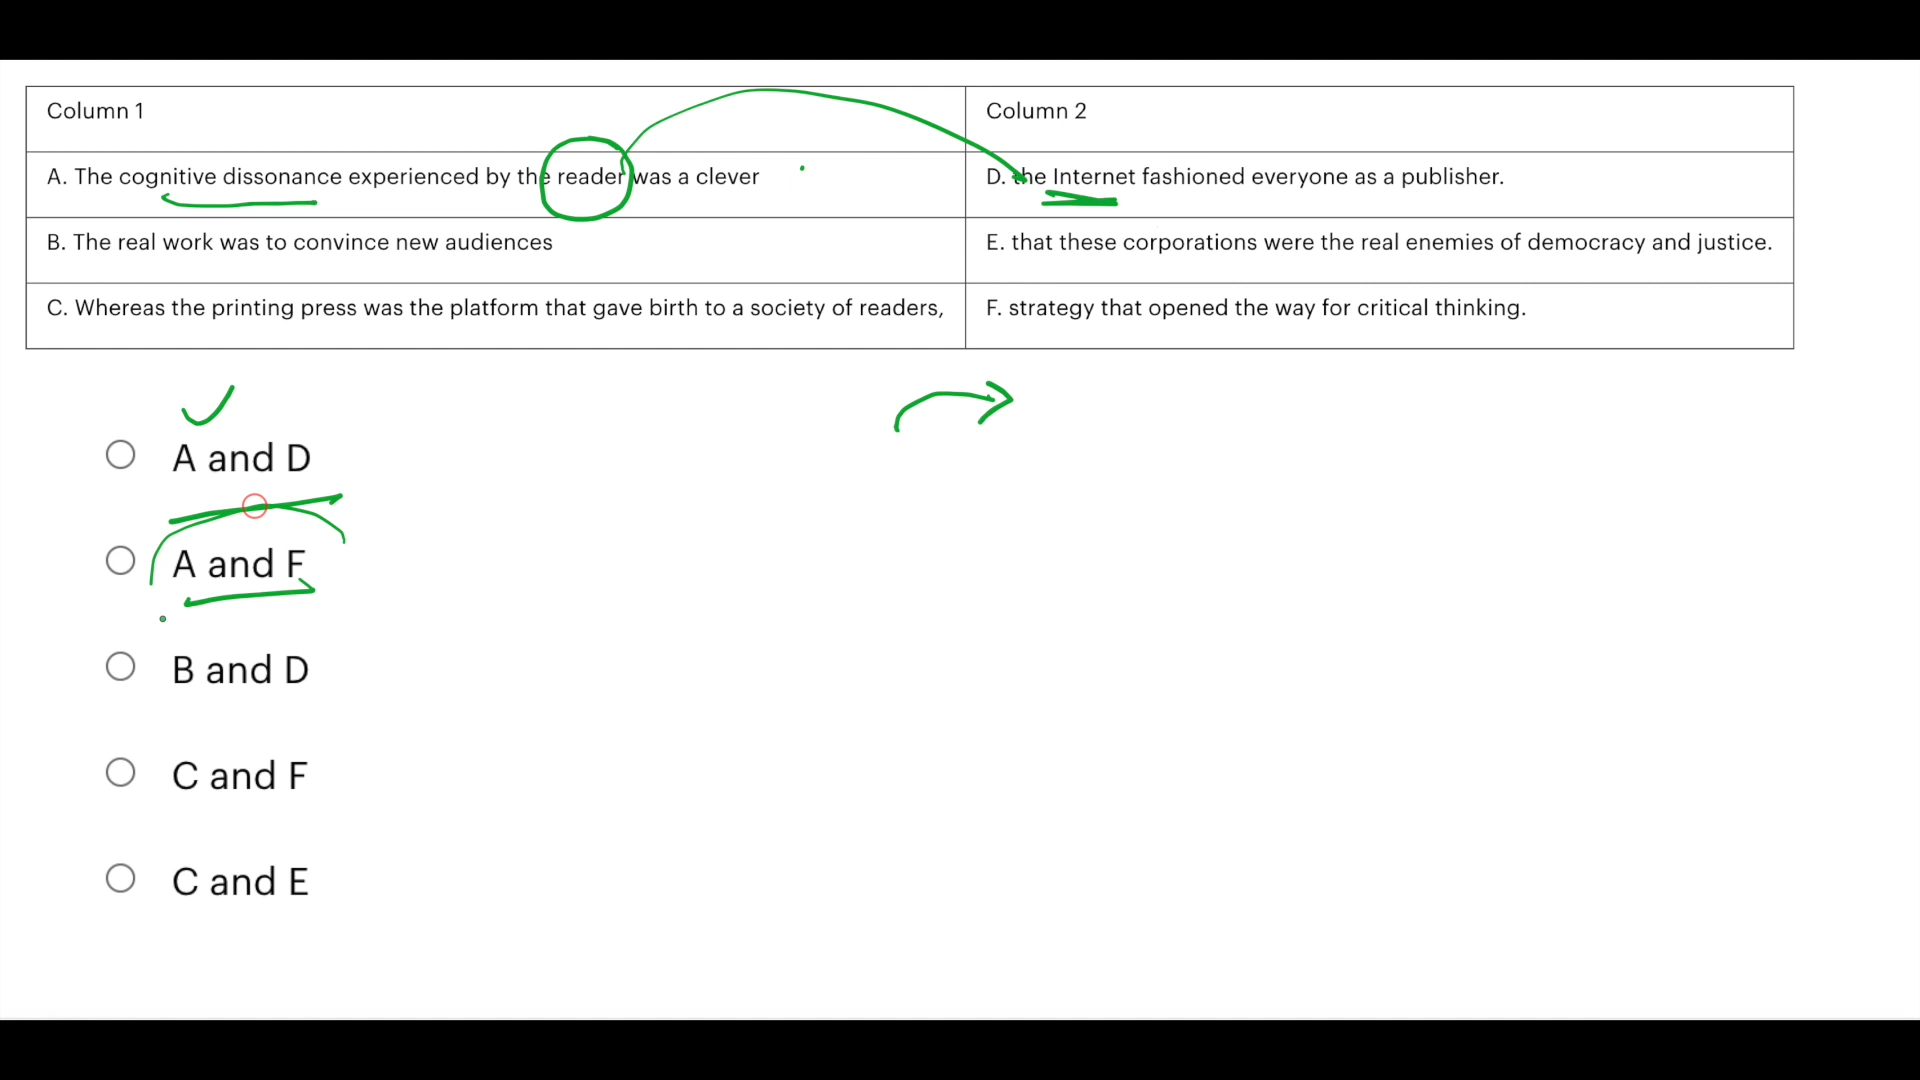 Column 1
Column 2
A. The cognitive dissonance experienced by the reader was a clever
D. the Internet fashioned everyone as a publisher.
B. The real work was to convince new audiences
E. that these corporations were the real enemies of democracy and justice.
C. Whereas the printing press was the platform that gave birth to a society of readers,
F. strategy that opened the way for critical thinking.
A and D
A and F
B and D
C and F
C and E